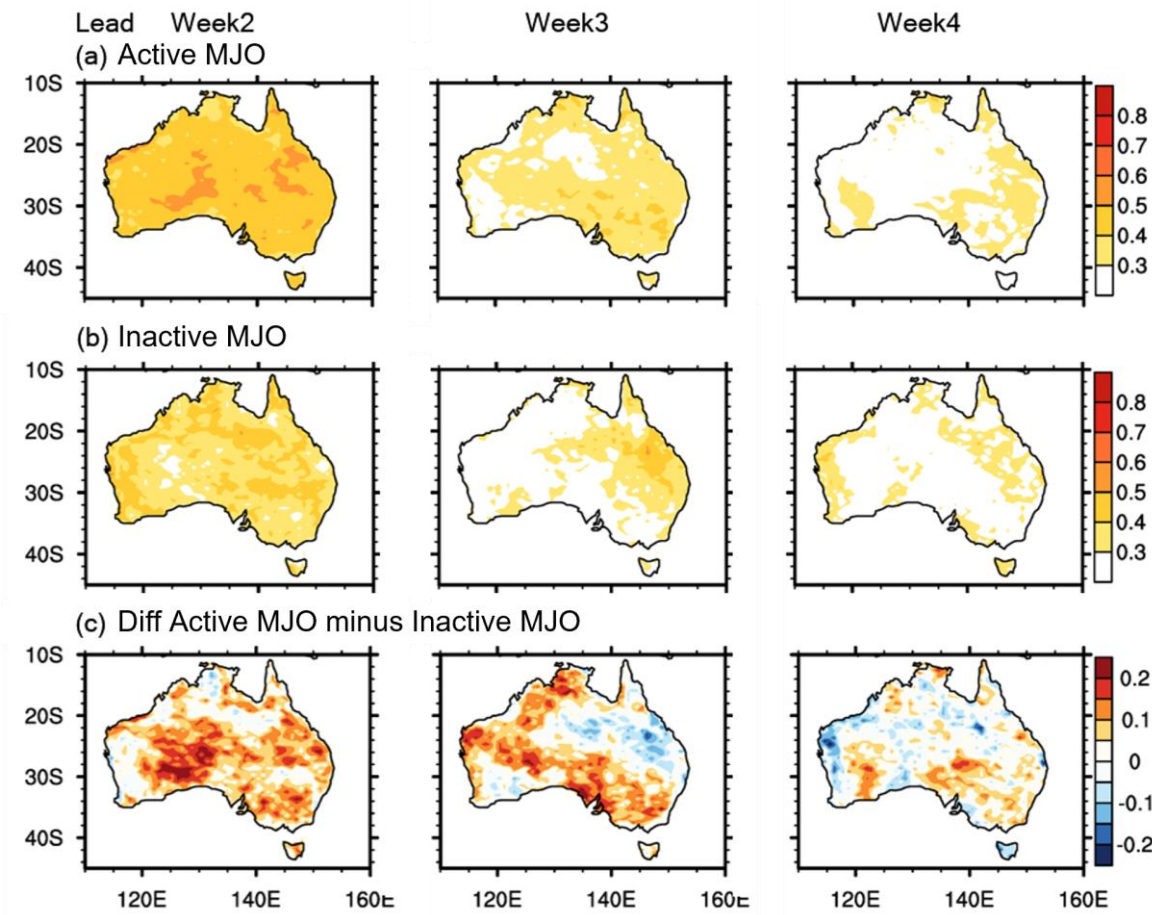 Lead Week2 Week3 Week4
(a) Active MJO
10S
20S
30S
40S
0.8
0.7
0.6
0.5
0.4
0.3
(b) Inactive MJO
10S
20S
30S
40S
0.8
0.7
0.6
0.5
0.4
0.3
(c) Diff Active MJO minus Inactive MJO
10S
20S
30S
40S
0.2
0.1
0
-0.1
-0.2
120E 140E 160E 120E 140E 160E 120E 140E 160E